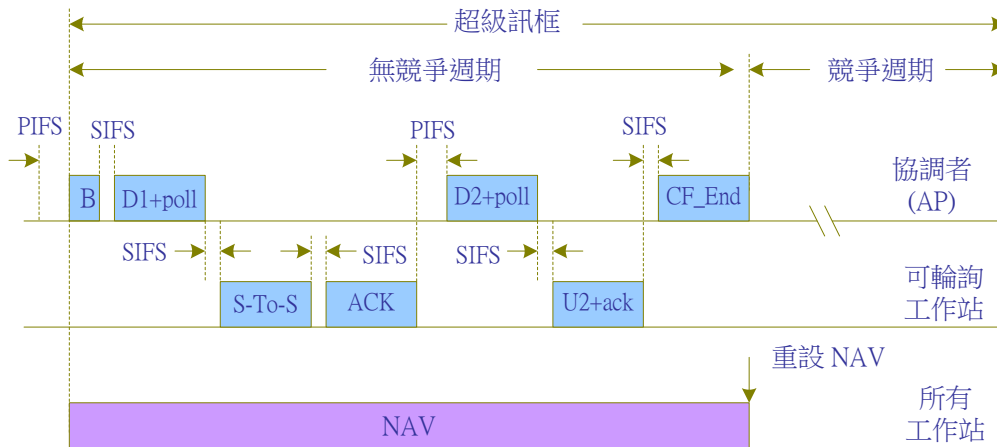 超級訊框
無競爭週期
競爭週期
PIFS
SIFS
PIFS
SIFS
B
D1+poll
D2+poll
CF_End
協調者
(AP)
SIFS
SIFS
SIFS
S-To-S
ACK
U2+ack
可輪詢
工作站
重設 NAV
NAV
所有
工作站